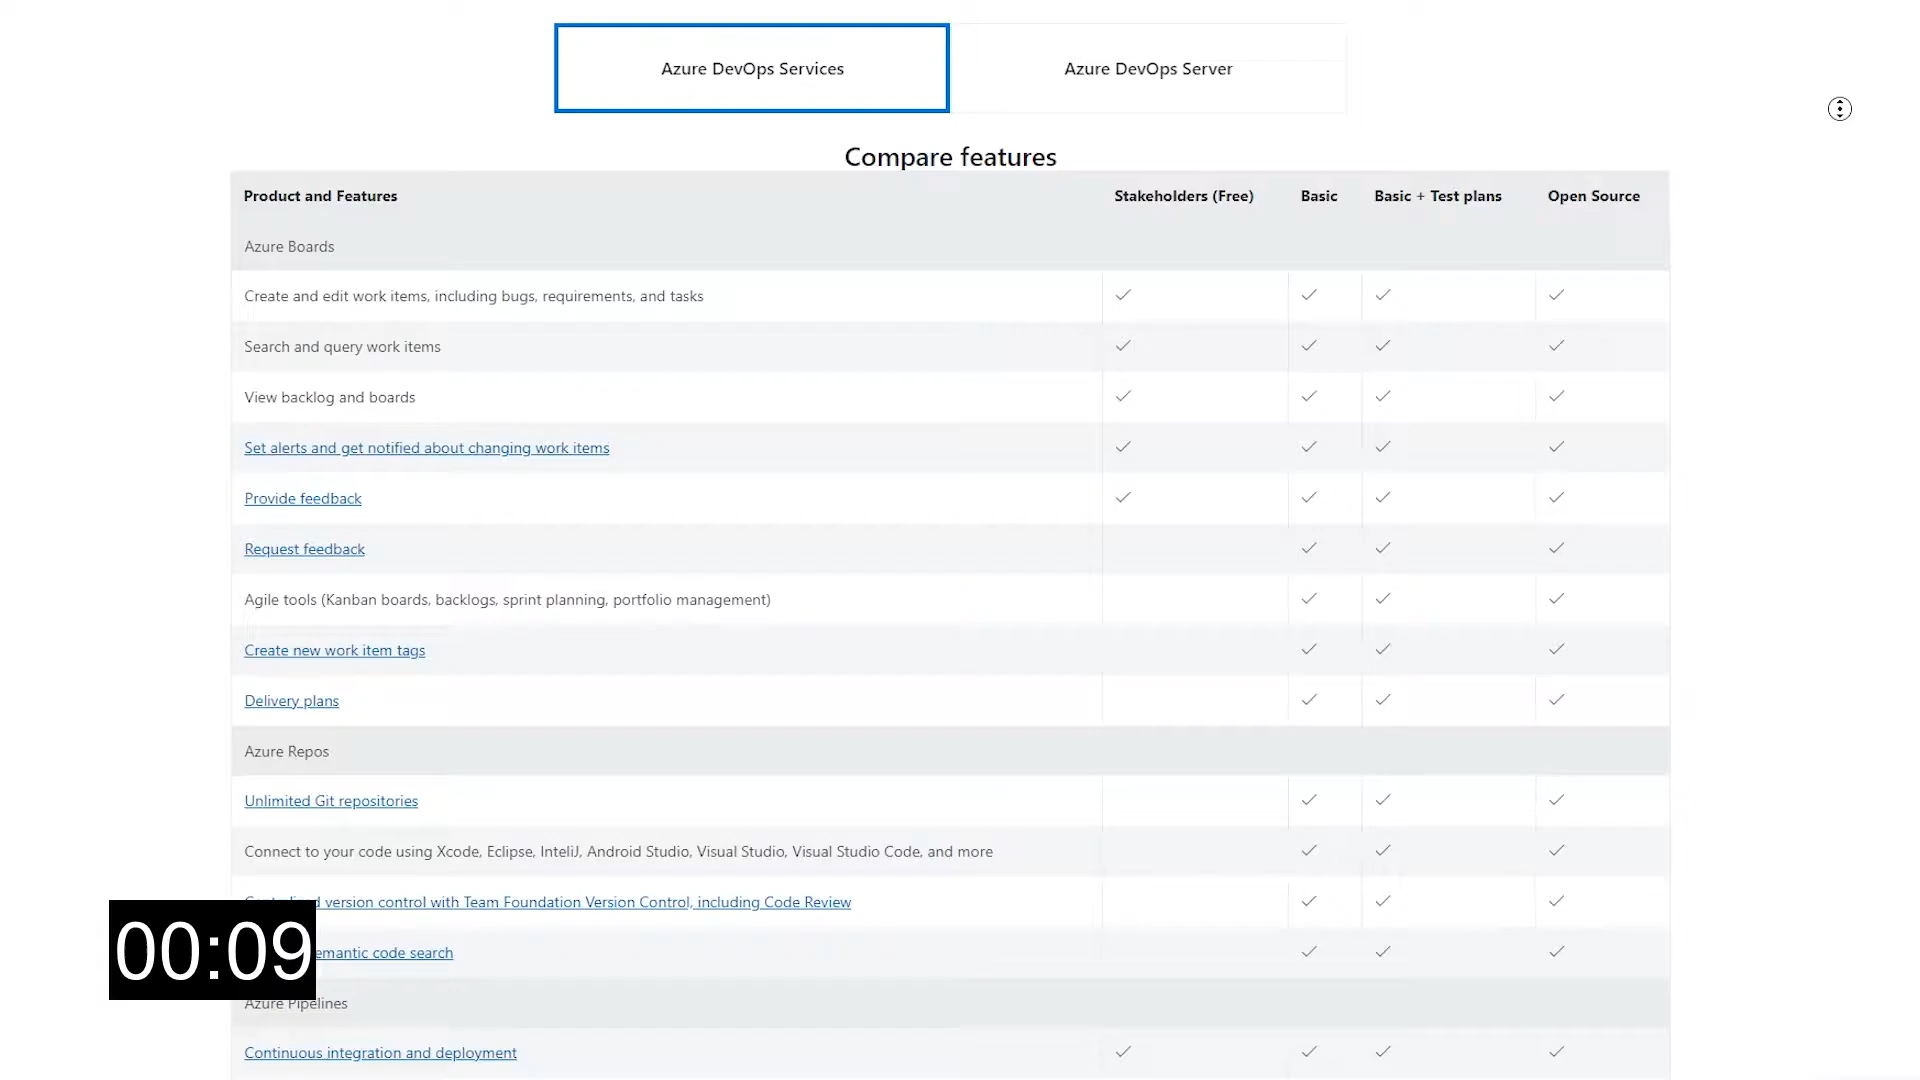 Azure DevOps Services
Azure DevOps Server
Compare features
Product and Features Stakeholders (Free) Basic Basic + Test plans Open Source
Azure Boards
Create and edit work items, including bugs, requirements, and tasks
Search and query work items
View backlog and boards
Set alerts and get notified about changing work items
Provide feedback
Request feedback
Agile tools (Kanban boards, backlogs, sprint planning, portfolio management)
Create new work item tags
Delivery plans
Azure Repos
Unlimited Git repositories
Connect to your code using Xcode, Eclipse, InteliJ, Android Studio, Visual Studio, Visual Studio Code, and more
version control with Team Foundation Version Control, including Code Review
code search
Azure Pipelines
Continuous integration and deployment
00:09